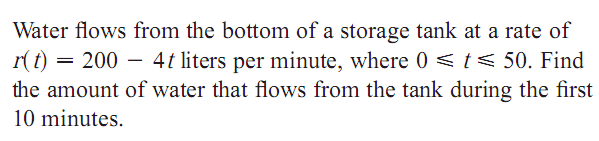 Water flows from the bottom of a storage tank at a rate of
r(t) = 200 − 4t liters per minute, where 0 ≤ t ≤ 50. Find
the amount of water that flows from the tank during the first
10 minutes.